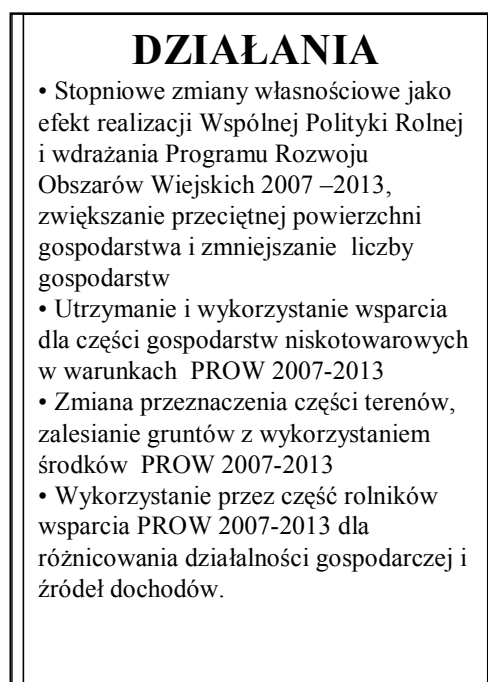 DZIAŁANIA
• Stopniowe zmiany własnościowe jako
efekt realizacji Wspólnej Polityki Rolnej
i wdrażania Programu Rozwoju
Obszarów Wiejskich 2007 –2013,
zwiększanie przeciętnej powierzchni
gospodarstwa i zmniejszanie liczby
gospodarstw
• Utrzymanie i wykorzystanie wsparcia
dla części gospodarstw niskotowarowych
w warunkach PROW 2007-2013
• Zmiana przeznaczenia części terenów,
zalesianie gruntów z wykorzystaniem
środków PROW 2007-2013
• Wykorzystanie przez część rolników
wsparcia PROW 2007-2013 dla
różnicowania działalności gospodarczej i
źródeł dochodów.